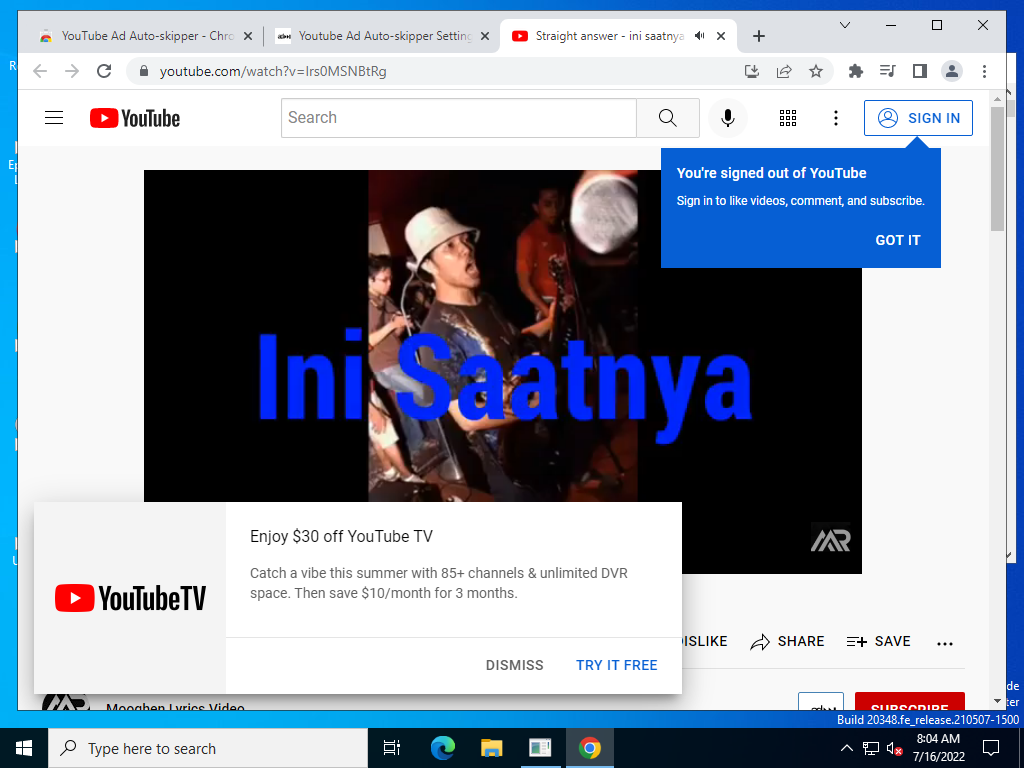 YouTube Ad Auto-skipper - Chro
Youtube Ad Auto-skipper Setting
Straight answer - ini saatnya
youtube.com/watch?v=Irs0MSNBtRg
YouTube
Search
SIGN IN
You're signed out of YouTube
Sign in to like videos, comment, and subscribe.
GOT IT
Ini Saatnya
MR
Enjoy $30 off YouTube TV
Catch a vibe this summer with 85+ channels & unlimited DVR
space. Then save $10/month for 3 months.
YouTubeTV
DISMISS
TRY IT FREE
ISLIKE
SHARE
SAVE
Mooghen Lyrics Video
SUBSCRIBE
Build 20348.fe_release.210507-1500
Type here to search
8:04 AM
7/16/2022